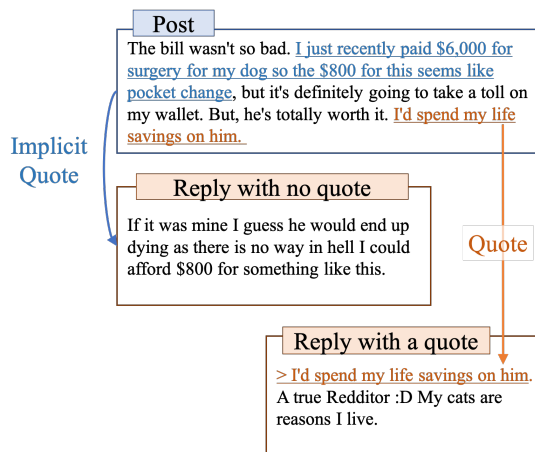 Post
The bill wasn't so bad. I just recently paid $6,000 for
surgery for my dog so the $800 for this seems like
pocket change, but it's definitely going to take a toll on
my wallet. But, he's totally worth it. I'd spend my life
savings on him.
Implicit
Quote
Reply with no quote
If it was mine I guess he would end up
dying as there is no way in hell I could
afford $800 for something like this.
Quote
Reply with a quote
> I'd spend my life savings on him.
A true Redditor :D My cats are
reasons I live.